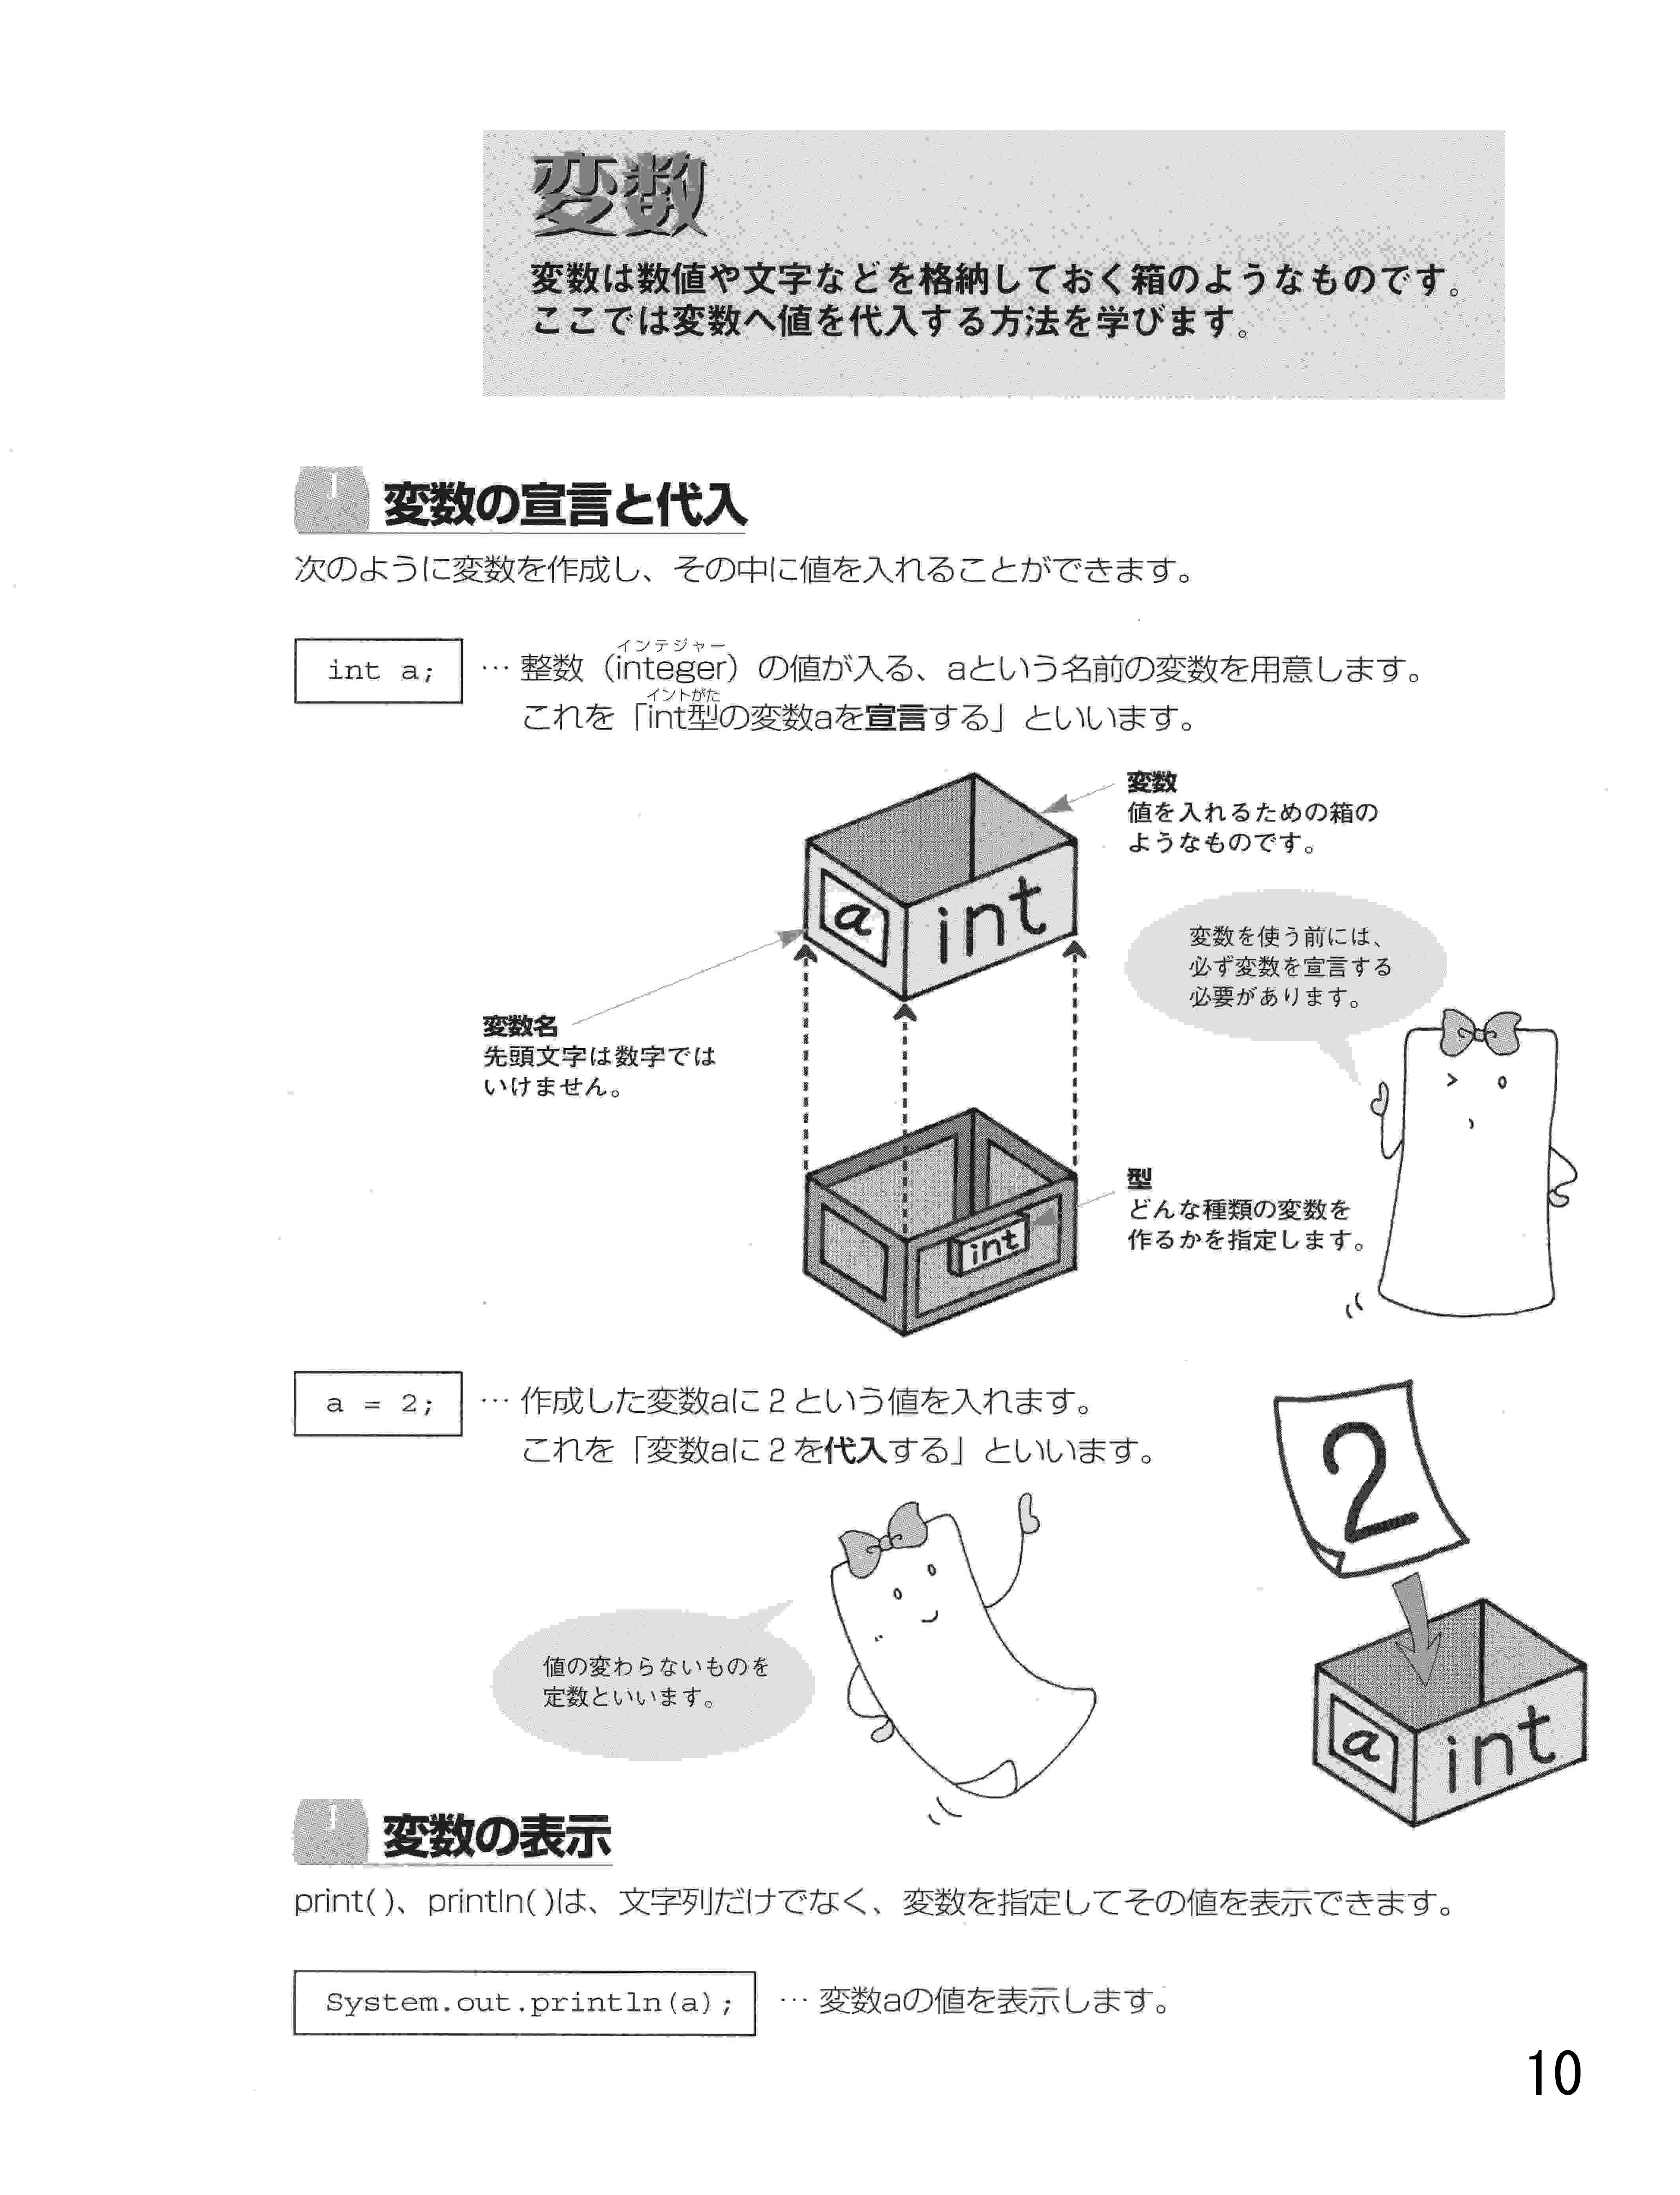 変数
変数は数値や文字などを格納しておく箱のようなものです。
ここでは変数へ値を代入する方法を学びます。
J
変数の宣言と代入
次のように変数を作成し、その中に値を入れることができます。
インテジャー
int a; … 整数（integer）の値が入る、aという名前の変数を用意します。
イントがた
これを「int型の変数aを宣言する」といいます。
変数
値を入れるための箱の
ようなものです。
a int
変数を使う前には、
必ず変数を宣言する
必要があります。
変数名
先頭文字は数字では
いけません。
型
どんな種類の変数を
作るかを指定します。
int
a = 2; … 作成した変数aに２という値を入れます。
これを「変数aに２を代入する」といいます。
2
値の変わらないものを
定数といいます。
a int
J
変数の表示
print( )、println( )は、文字列だけでなく、変数を指定してその値を表示できます。
System.out.println(a); … 変数aの値を表示します。
10